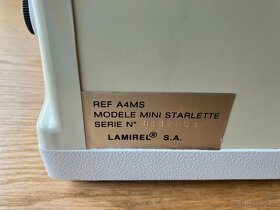 REF A4MS
MODELE MINI STARLETTE
SERIE N°
LAMIREL® S.A.